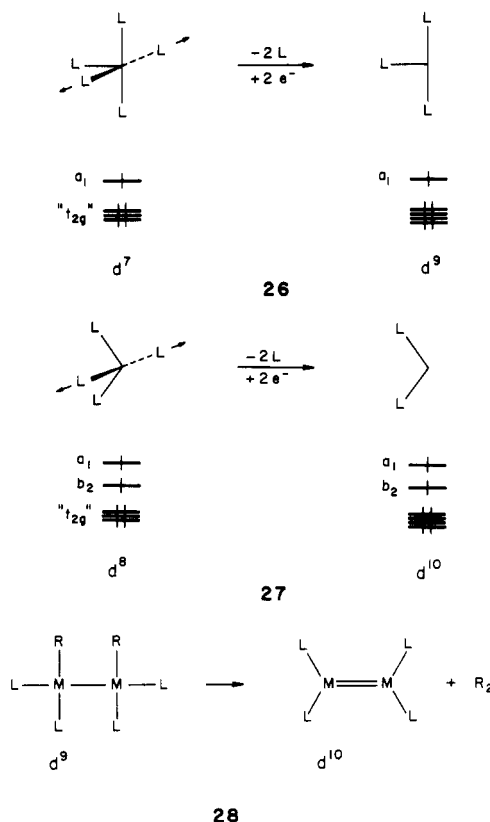 L
L
L
L
L
− 2 L
+2 e⁻
L
L
L
a₁
"t₂g"
d⁷
a₁
d⁹
26
L
L
L
L
− 2 L
+2 e⁻
L
L
a₁
b₂
"t₂g"
d⁸
a₁
b₂
d¹⁰
27
R R
L M M L
L L
d⁹
L L
M M + R₂
L L
d¹⁰
28